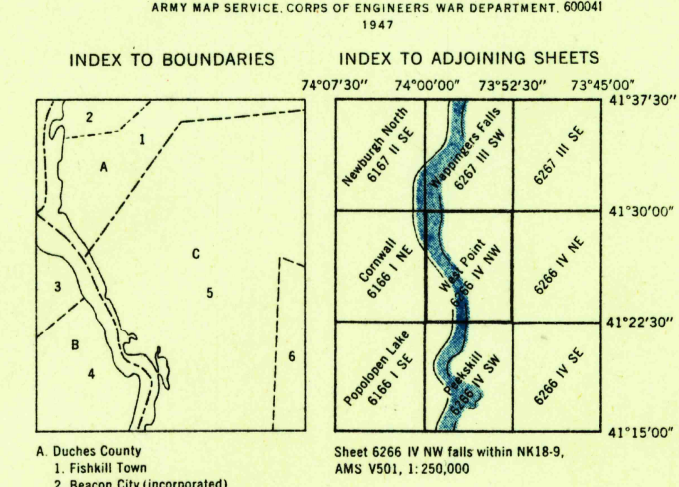 ARMY MAP SERVICE, CORPS OF ENGINEERS WAR DEPARTMENT. 600041
1947
INDEX TO BOUNDARIES
2
1
A
C
5
3
B
4
6
A. Duches County
1. Fishkill Town
2. Beacon City (incorporated)
INDEX TO ADJOINING SHEETS
74°07'30" 74°00'00" 73°52'30" 73°45'00"
41°37'30"
Newburgh North
6167 II SE
Wappingers Falls
6267 III SW
6267 III SE
41°30'00"
Cornwall
6166 I NE
West Point
6266 IV NW
6266 IV NE
41°22'30"
Popolopen Lake
6166 I SE
Peekskill
6266 IV SW
6266 IV SE
41°15'00"
Sheet 6266 IV NW falls within NK18-9,
AMS V501, 1:250,000